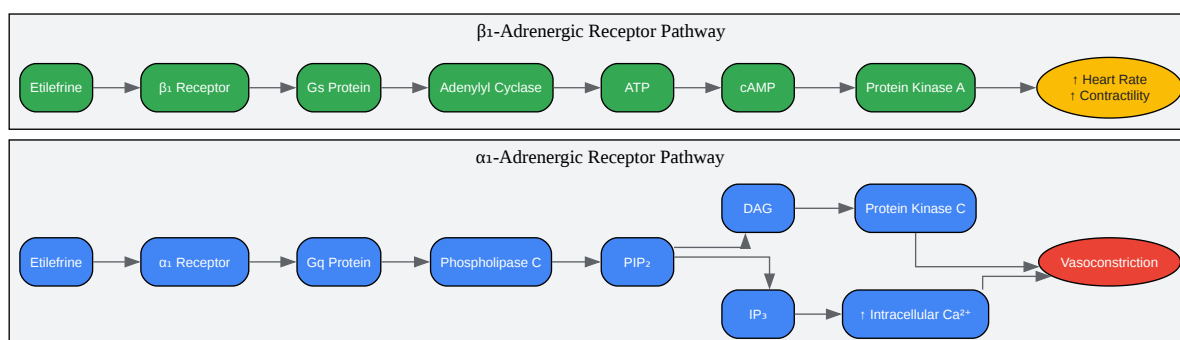 β₁-Adrenergic Receptor Pathway
Etilefrine
β₁ Receptor
Gs Protein
Adenylyl Cyclase
ATP
cAMP
Protein Kinase A
↑ Heart Rate
↑ Contractility
α₁-Adrenergic Receptor Pathway
DAG
Protein Kinase C
Etilefrine
α₁ Receptor
Gq Protein
Phospholipase C
PIP₂
Vasoconstriction
IP₃
↑ Intracellular Ca²⁺